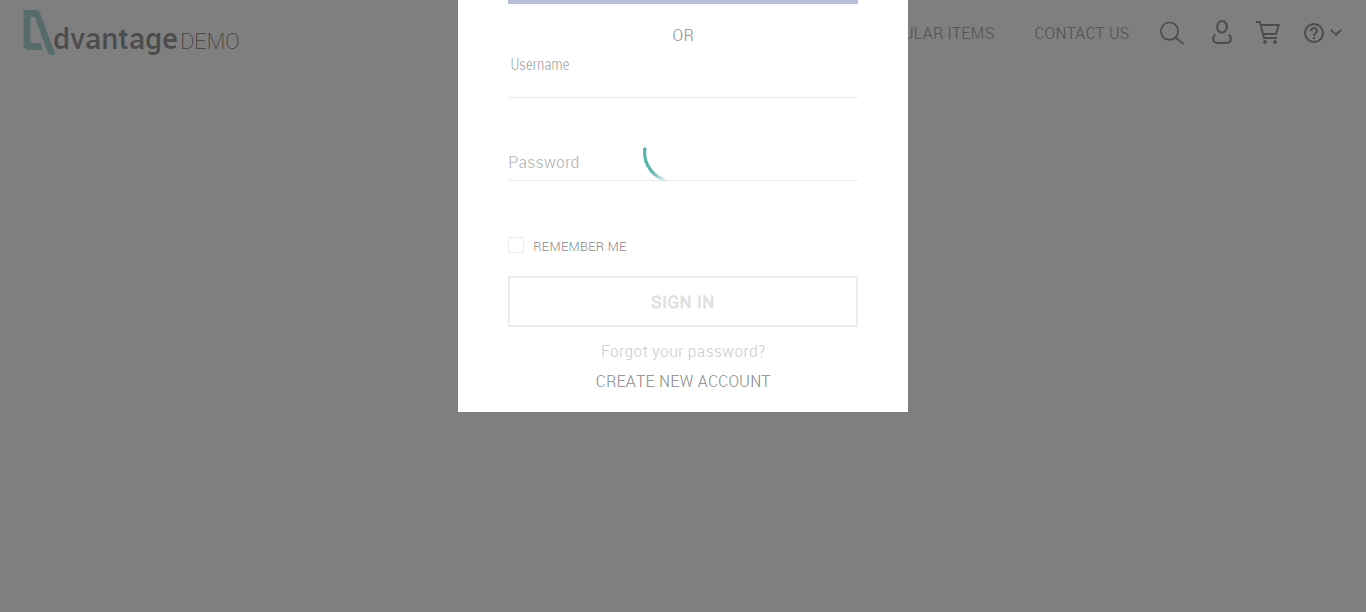 dvantage DEMO
ULAR ITEMS
CONTACT US
OR
Username
Password
REMEMBER ME
SIGN IN
Forgot your password?
CREATE NEW ACCOUNT